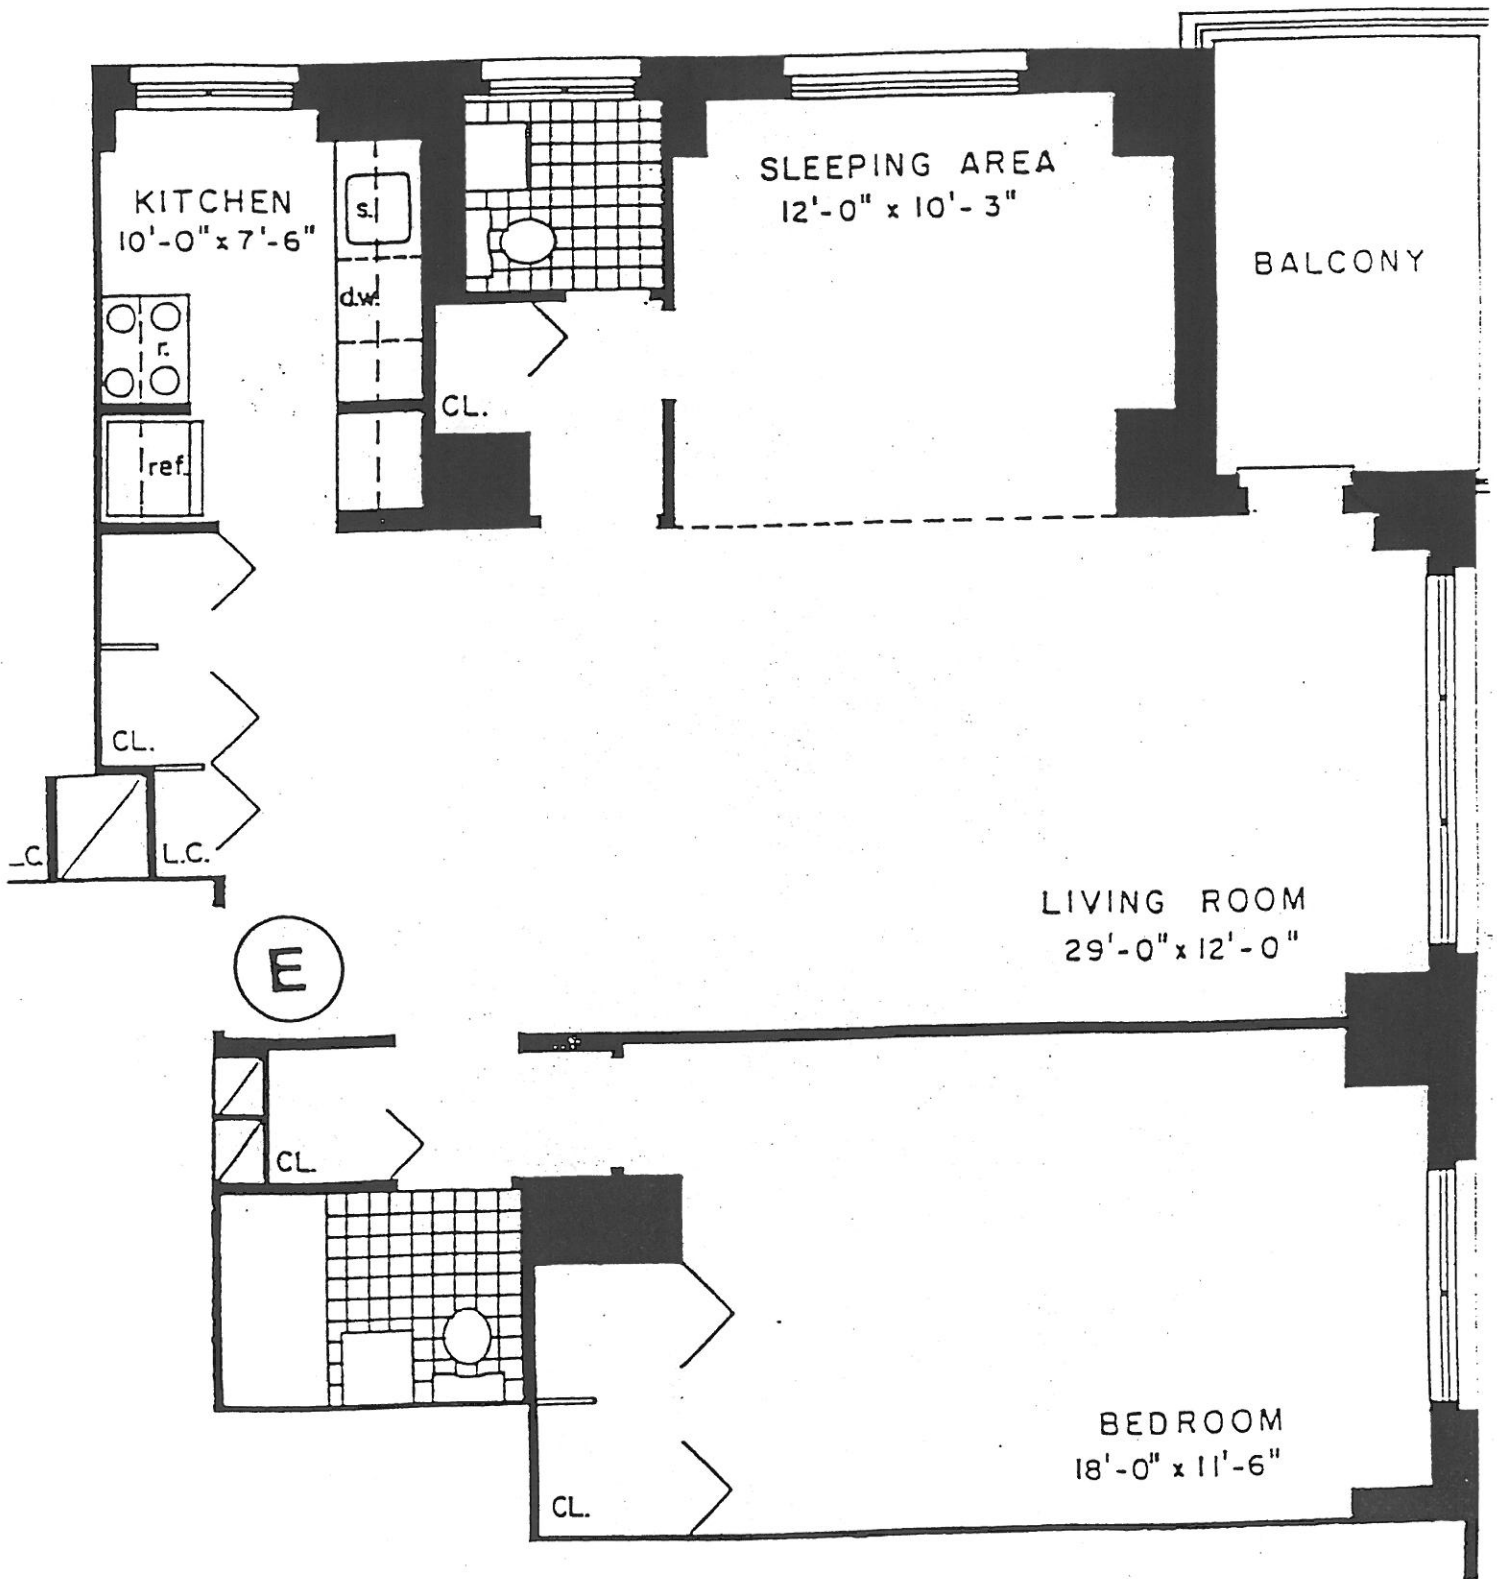 KITCHEN
10'-0" x 7'-6"
s.
d.w.
r.
ref.
CL.
SLEEPING AREA
12'-0" x 10'-3"
BALCONY
CL.
L.C.
E
LIVING ROOM
29'-0" x 12'-0"
CL.
BEDROOM
18'-0" x 11'-6"
CL.